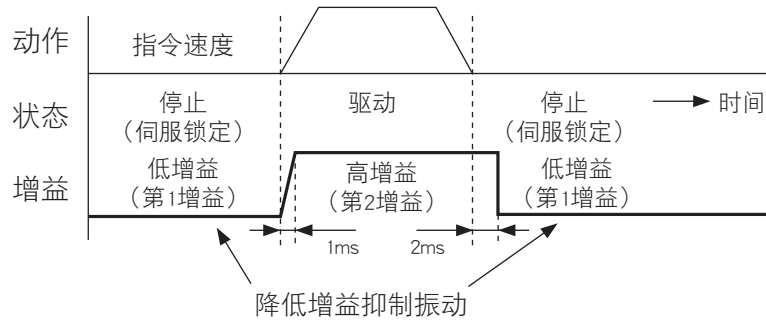 动作
指令速度
状态
停止
（伺服锁定）
驱动
停止
（伺服锁定）
时间
增益
低增益
（第1增益）
高增益
（第2增益）
低增益
（第1增益）
1ms
2ms
降低增益抑制振动